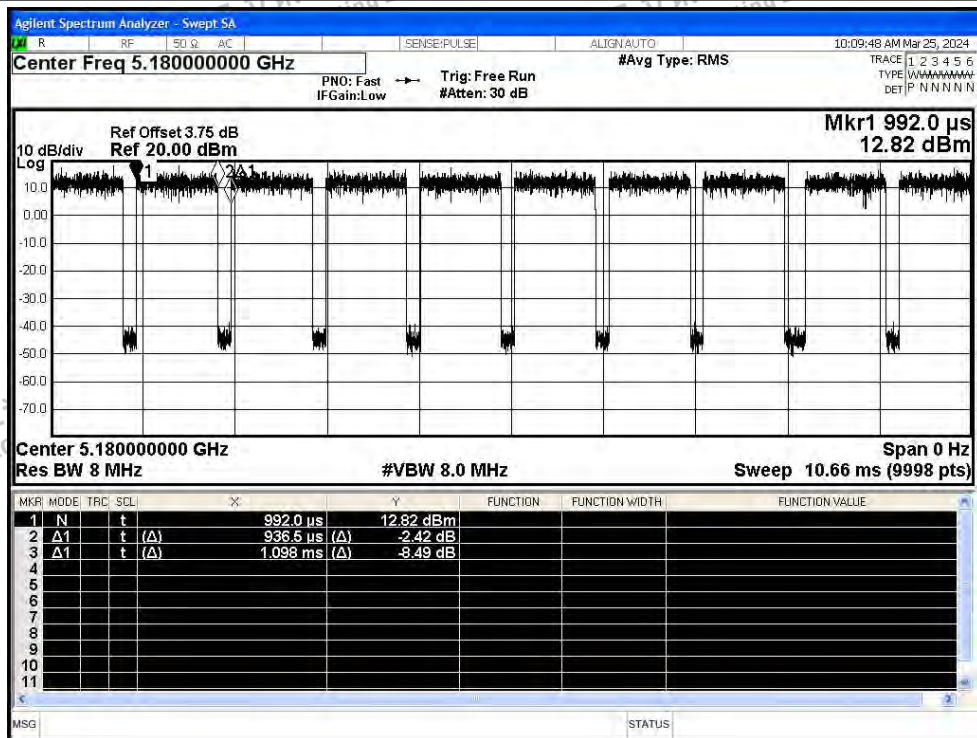 Agilent Spectrum Analyzer - Swept SA
R RF 50 Ω AC SENSE:PULSE ALIGN AUTO 10:09:48 AM Mar 25, 2024
Center Freq 5.180000000 GHz
#Avg Type: RMS
TRACE 1 2 3 4 5 6
PNO: Fast Trig: Free Run
TYPE WWWWWW
IFGain:Low #Atten: 30 dB
DET P N N N N N
Mkr1 992.0 µs
Ref Offset 3.75 dB
10 dB/div Ref 20.00 dBm
12.82 dBm
Log
1 2Δ1
10.0
0.00
-10.0
-20.0
-30.0
-40.0
-50.0
-60.0
-70.0
Center 5.180000000 GHz Span 0 Hz
Res BW 8 MHz #VBW 8.0 MHz Sweep 10.66 ms (9998 pts)
MKR MODE TRC SCL X Y FUNCTION FUNCTION WIDTH FUNCTION VALUE
1 N t 992.0 µs 12.82 dBm
2 Δ1 t (Δ) 936.5 µs (Δ) -2.42 dB
3 Δ1 t (Δ) 1.098 ms (Δ) -8.49 dB
4
5
6
7
8
9
10
11
MSG STATUS